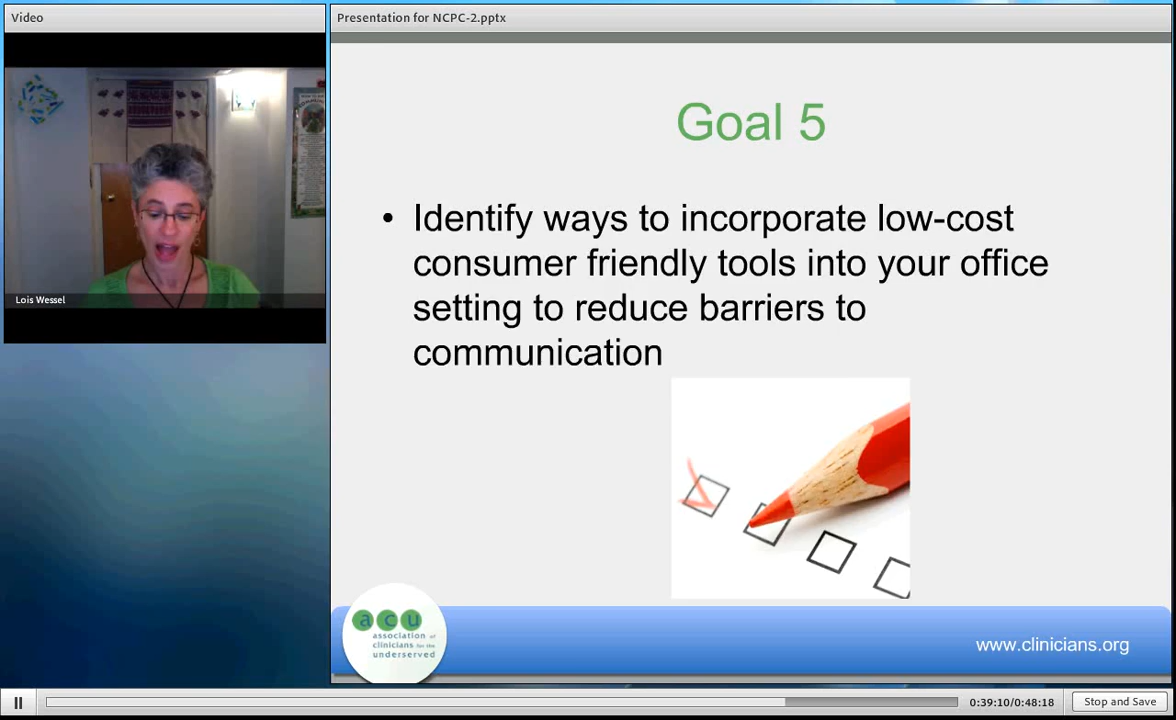 Video
Presentation for NCPC-2.pptx
Lois Wessel
Goal 5
• Identify ways to incorporate low-cost
consumer friendly tools into your office
setting to reduce barriers to
communication
acu
association of
clinicians for the
underserved
www.clinicians.org
0:39:10/0:48:18
Stop and Save